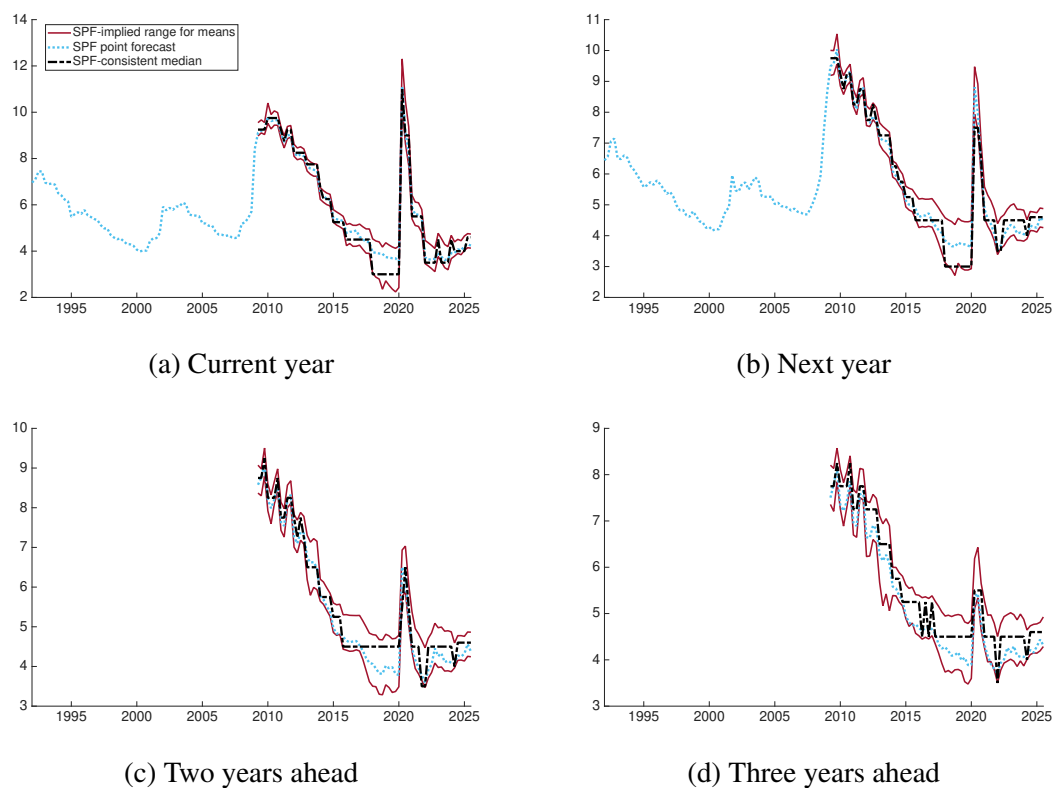 SPF-implied range for means
SPF point forecast
SPF-consistent median
14
12
10
8
6
4
2
1995 2000 2005 2010 2015 2020 2025
(a) Current year
11
10
9
8
7
6
5
4
3
2
1995 2000 2005 2010 2015 2020 2025
(b) Next year
10
9
8
7
6
5
4
3
1995 2000 2005 2010 2015 2020 2025
(c) Two years ahead
9
8
7
6
5
4
3
1995 2000 2005 2010 2015 2020 2025
(d) Three years ahead